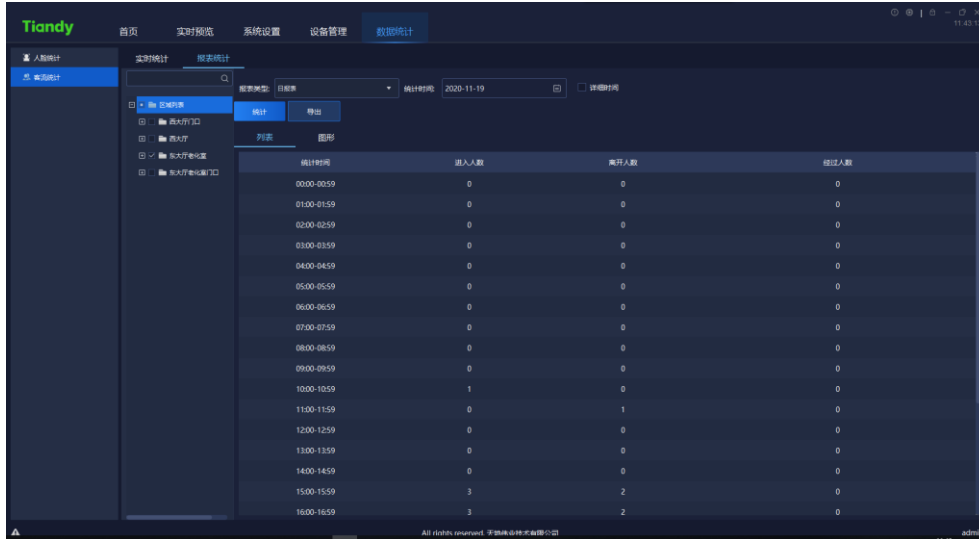 Tiandy
首页 实时预览 系统设置 设备管理 数据统计
11:43:1
人脸统计
客流统计
实时统计 报表统计
报表类型: 日报表 统计时间: 2020-11-19 详细时间
统计 导出
列表 图形
区域列表
西大厅门口
西大厅
东大厅老化室
东大厅老化室门口
统计时间 进入人数 离开人数 经过人数
00:00-00:59 0 0 0
01:00-01:59 0 0 0
02:00-02:59 0 0 0
03:00-03:59 0 0 0
04:00-04:59 0 0 0
05:00-05:59 0 0 0
06:00-06:59 0 0 0
07:00-07:59 0 0 0
08:00-08:59 0 0 0
09:00-09:59 0 0 0
10:00-10:59 1 0 0
11:00-11:59 0 1 0
12:00-12:59 0 0 0
13:00-13:59 0 0 0
14:00-14:59 0 0 0
15:00-15:59 3 2 0
16:00-16:59 3 2 0
All rights reserved. 天地伟业技术有限公司
admi